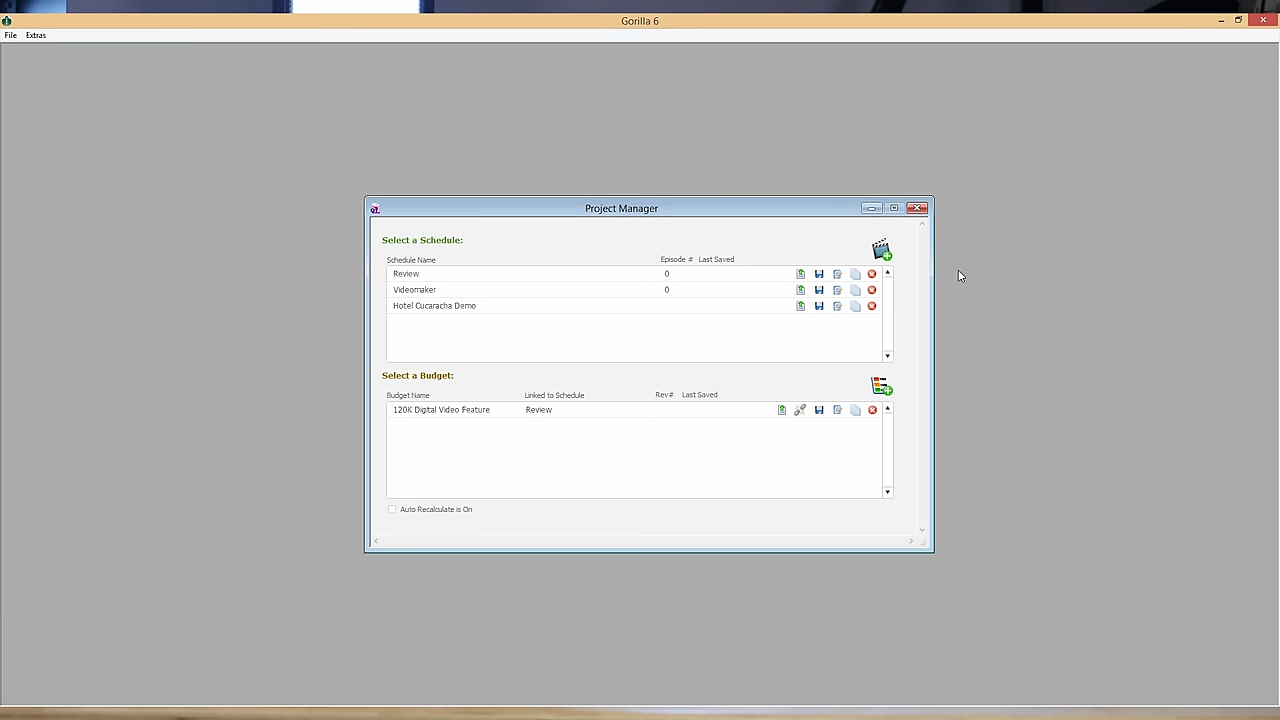 Gorilla 6
File Extras
Project Manager
Select a Schedule:
Schedule Name Episode # Last Saved
Review 0
Videomaker 0
Hotel Cucaracha Demo
Select a Budget:
Budget Name Linked to Schedule Rev# Last Saved
120K Digital Video Feature Review
Auto Recalculate is On